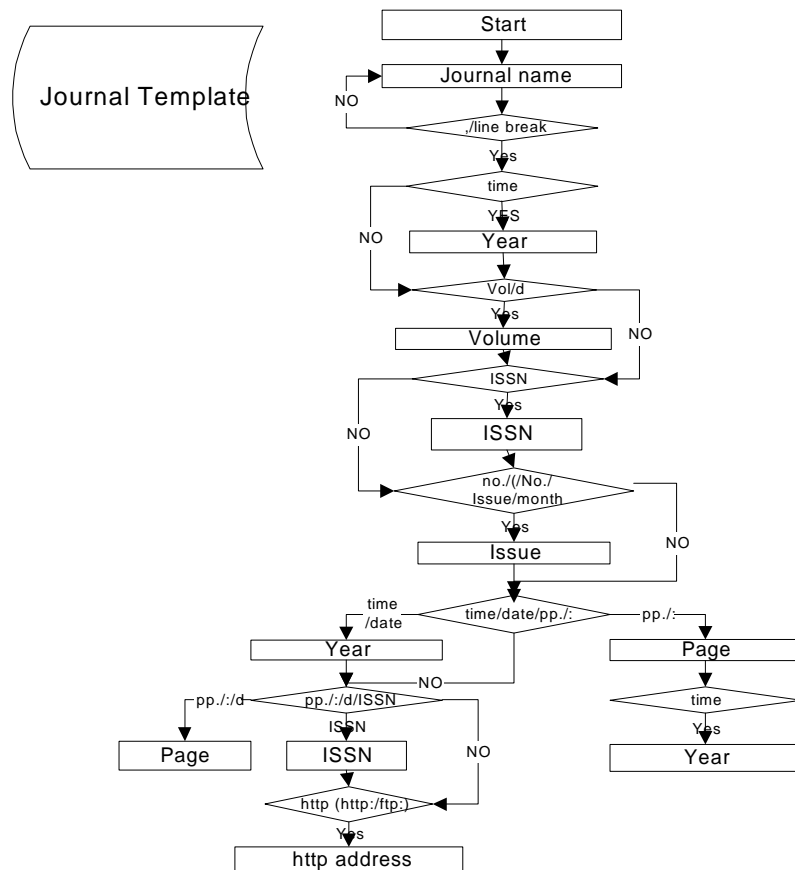 Start
Journal Template
Journal name
NO
,/line break
Yes
time
YES
NO
Year
Vol/d
Yes
NO
Volume
ISSN
Yes
NO
ISSN
no./(/No./
Issue/month
Yes
NO
Issue
time
/date
time/date/pp./:
pp./:
Year
Page
NO
pp./:/d
pp./:/d/ISSN
time
ISSN
Yes
Page
ISSN
NO
Year
http (http:/ftp:)
Yes
http address